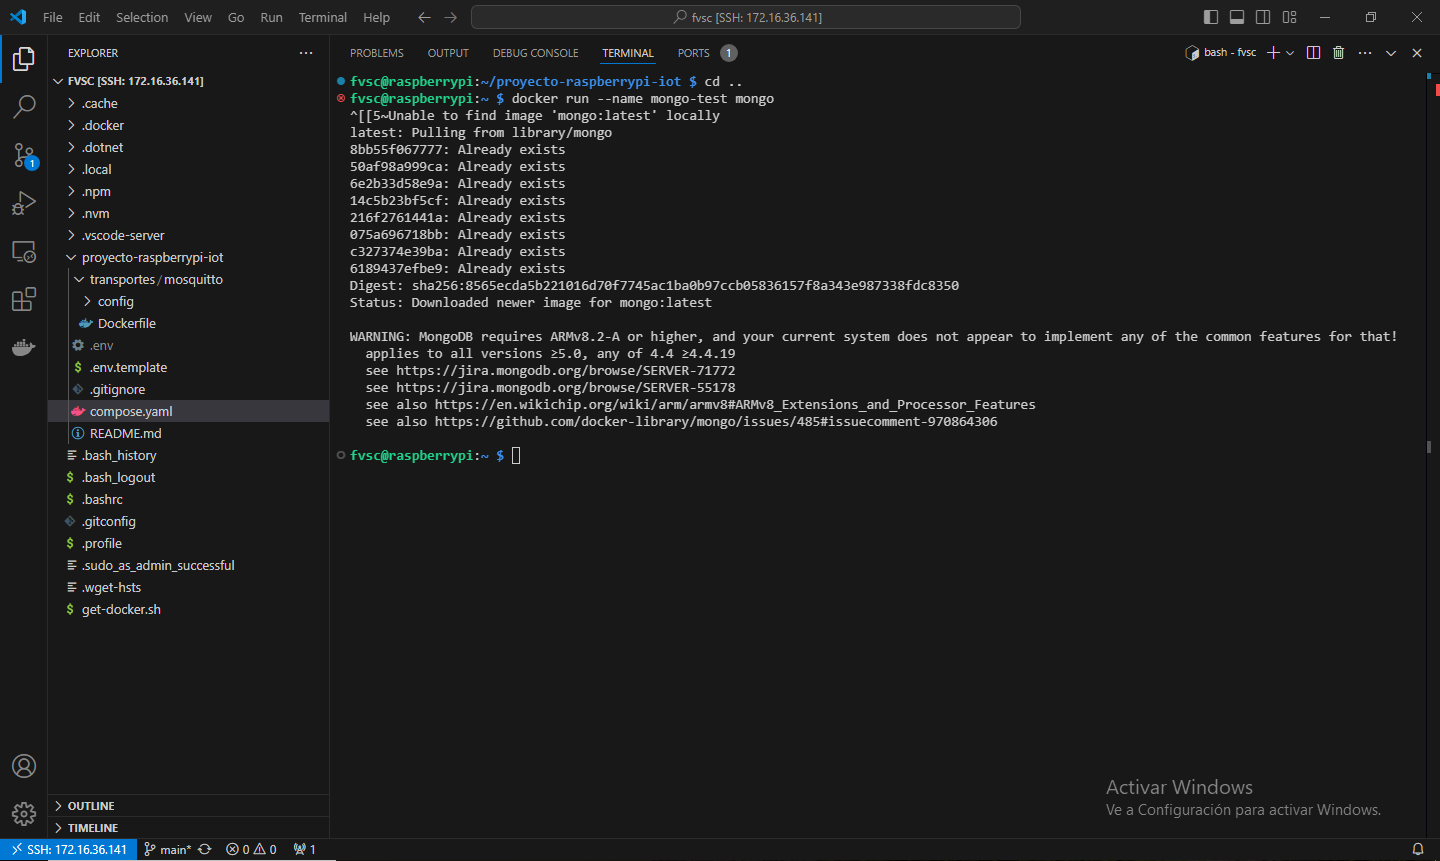 File Edit Selection View Go Run Terminal Help
fvsc [SSH: 172.16.36.141]
EXPLORER
PROBLEMS OUTPUT DEBUG CONSOLE TERMINAL PORTS 1
bash - fvsc
FVSC [SSH: 172.16.36.141]
.cache
.docker
.dotnet
.local
1
.npm
.nvm
.vscode-server
proyecto-raspberrypi-iot
transportes/mosquitto
config
Dockerfile
.env
.env.template
.gitignore
compose.yaml
README.md
.bash_history
.bash_logout
.bashrc
.gitconfig
.profile
.sudo_as_admin_successful
.wget-hsts
get-docker.sh
OUTLINE
TIMELINE
fvsc@raspberrypi:~/proyecto-raspberrypi-iot $ cd ..
fvsc@raspberrypi:~ $ docker run --name mongo-test mongo
^[[5~Unable to find image 'mongo:latest' locally
latest: Pulling from library/mongo
8bb55f067777: Already exists
50af98a999ca: Already exists
6e2b33d58e9a: Already exists
14c5b23bf5cf: Already exists
216f2761441a: Already exists
075a696718bb: Already exists
c327374e39ba: Already exists
6189437efbe9: Already exists
Digest: sha256:8565ecda5b221016d70f7745ac1ba0b97ccb05836157f8a343e987338fdc8350
Status: Downloaded newer image for mongo:latest
WARNING: MongoDB requires ARMv8.2-A or higher, and your current system does not appear to implement any of the common features for that!
applies to all versions ≥5.0, any of 4.4 ≥4.4.19
see https://jira.mongodb.org/browse/SERVER-71772
see https://jira.mongodb.org/browse/SERVER-55178
see also https://en.wikichip.org/wiki/arm/armv8#ARMv8_Extensions_and_Processor_Features
see also https://github.com/docker-library/mongo/issues/485#issuecomment-970864306
fvsc@raspberrypi:~ $
Activar Windows
Ve a Configuración para activar Windows.
SSH: 172.16.36.141 main* 0 0 1